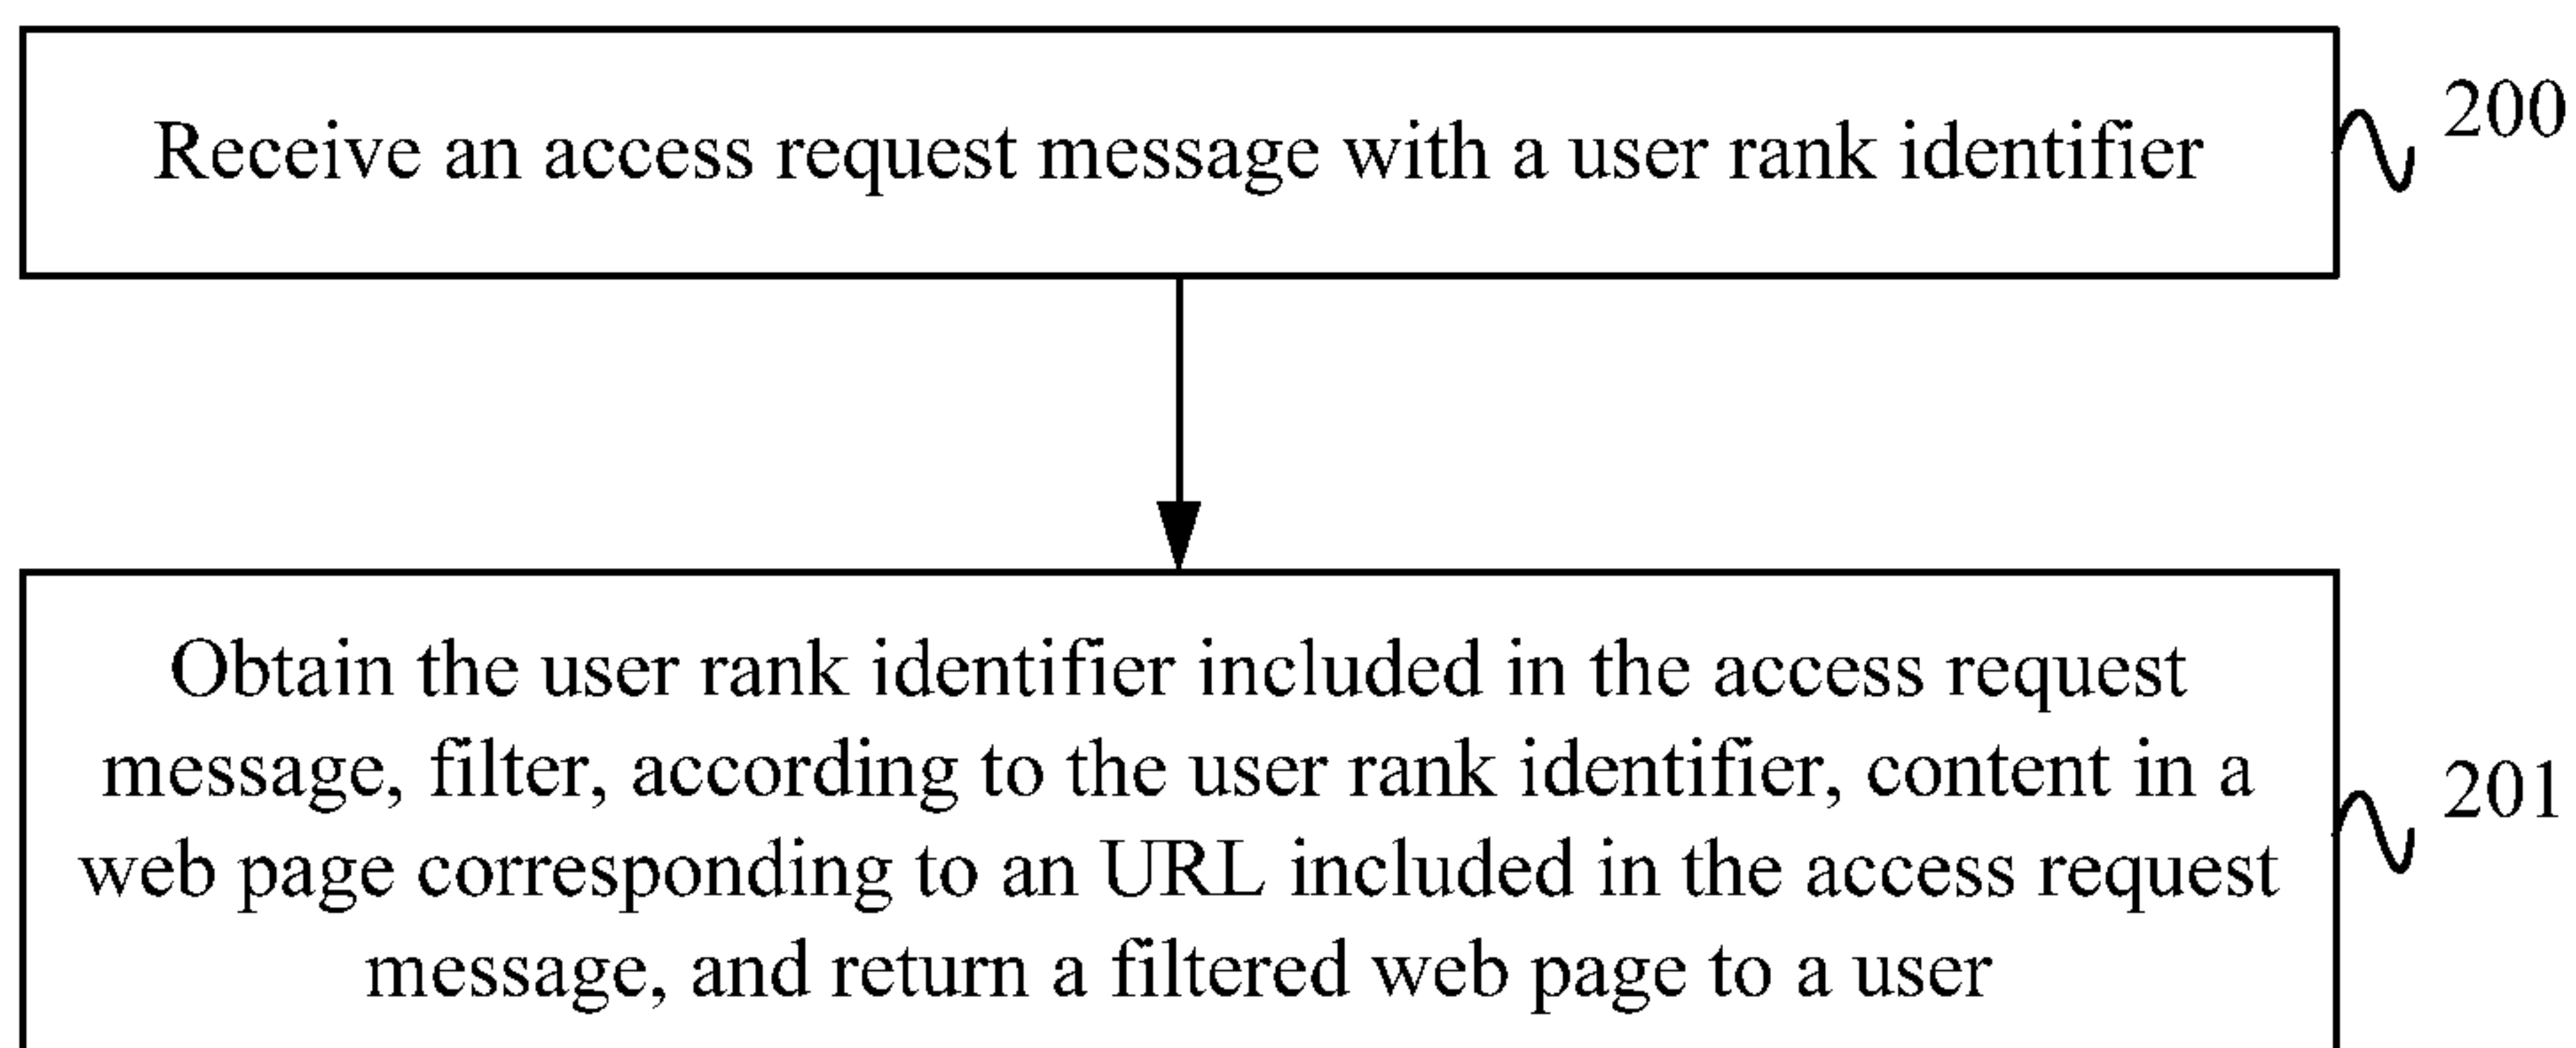 Receive an access request message with a user rank identifier
200
Obtain the user rank identifier included in the access request
message, filter, according to the user rank identifier, content in a
web page corresponding to an URL included in the access request
message, and return a filtered web page to a user
201